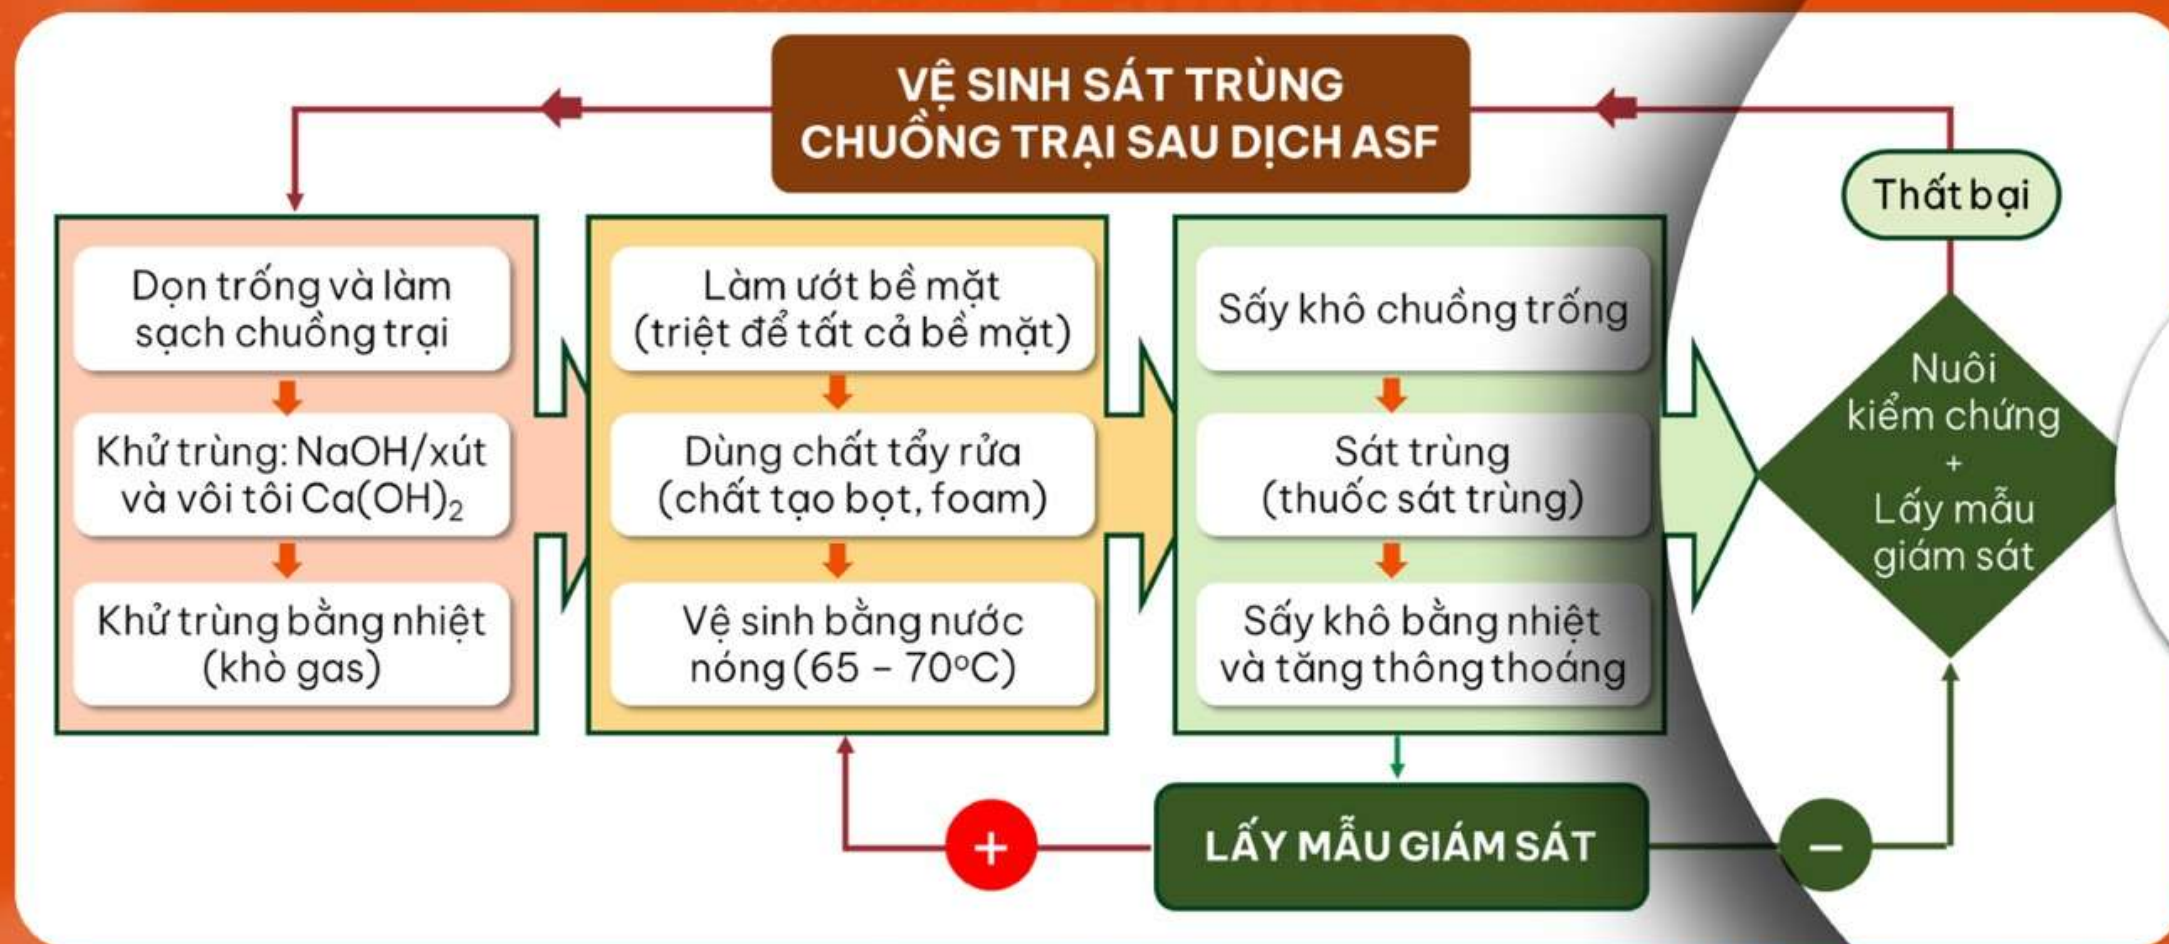 VỆ SINH SÁT TRÙNG
CHUỒNG TRẠI SAU DỊCH ASF
Thất bại
Dọn trống và làm
sạch chuồng trại
Khử trùng: NaOH/xút
và vôi tôi Ca(OH)₂
Khử trùng bằng nhiệt
(khò gas)
Làm ướt bề mặt
(triệt để tất cả bề mặt)
Dùng chất tẩy rửa
(chất tạo bọt, foam)
Vệ sinh bằng nước
nóng (65 – 70ºC)
Sấy khô chuồng trống
Sát trùng
(thuốc sát trùng)
Sấy khô bằng nhiệt
và tăng thông thoáng
Nuôi
kiểm chứng
+
Lấy mẫu
giám sát
+
LẤY MẪU GIÁM SÁT
–